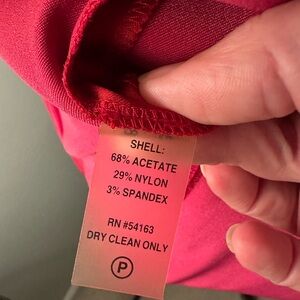 SHELL:
68% ACETATE
29% NYLON
3% SPANDEX
RN #54163
DRY CLEAN ONLY
P